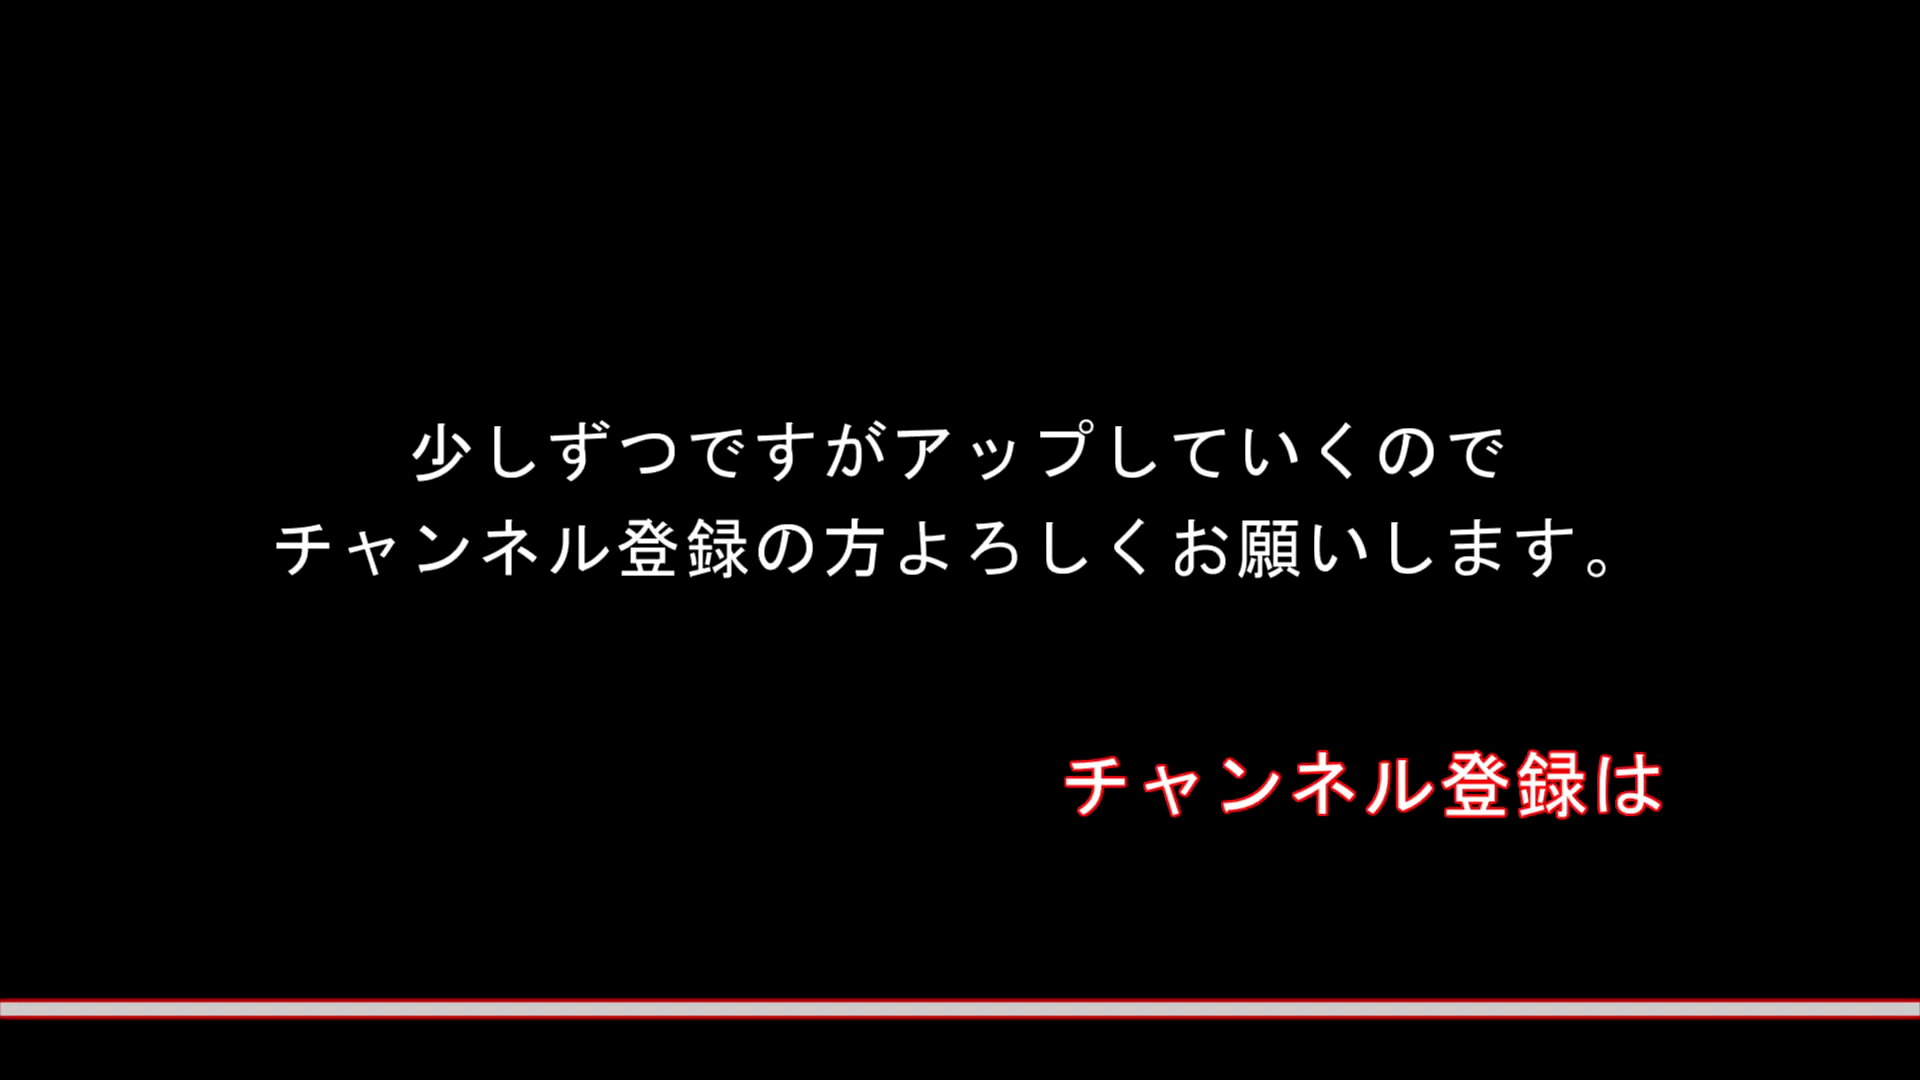 少しずつですがアップしていくので
チャンネル登録の方よろしくお願いします。
チャンネル登録は